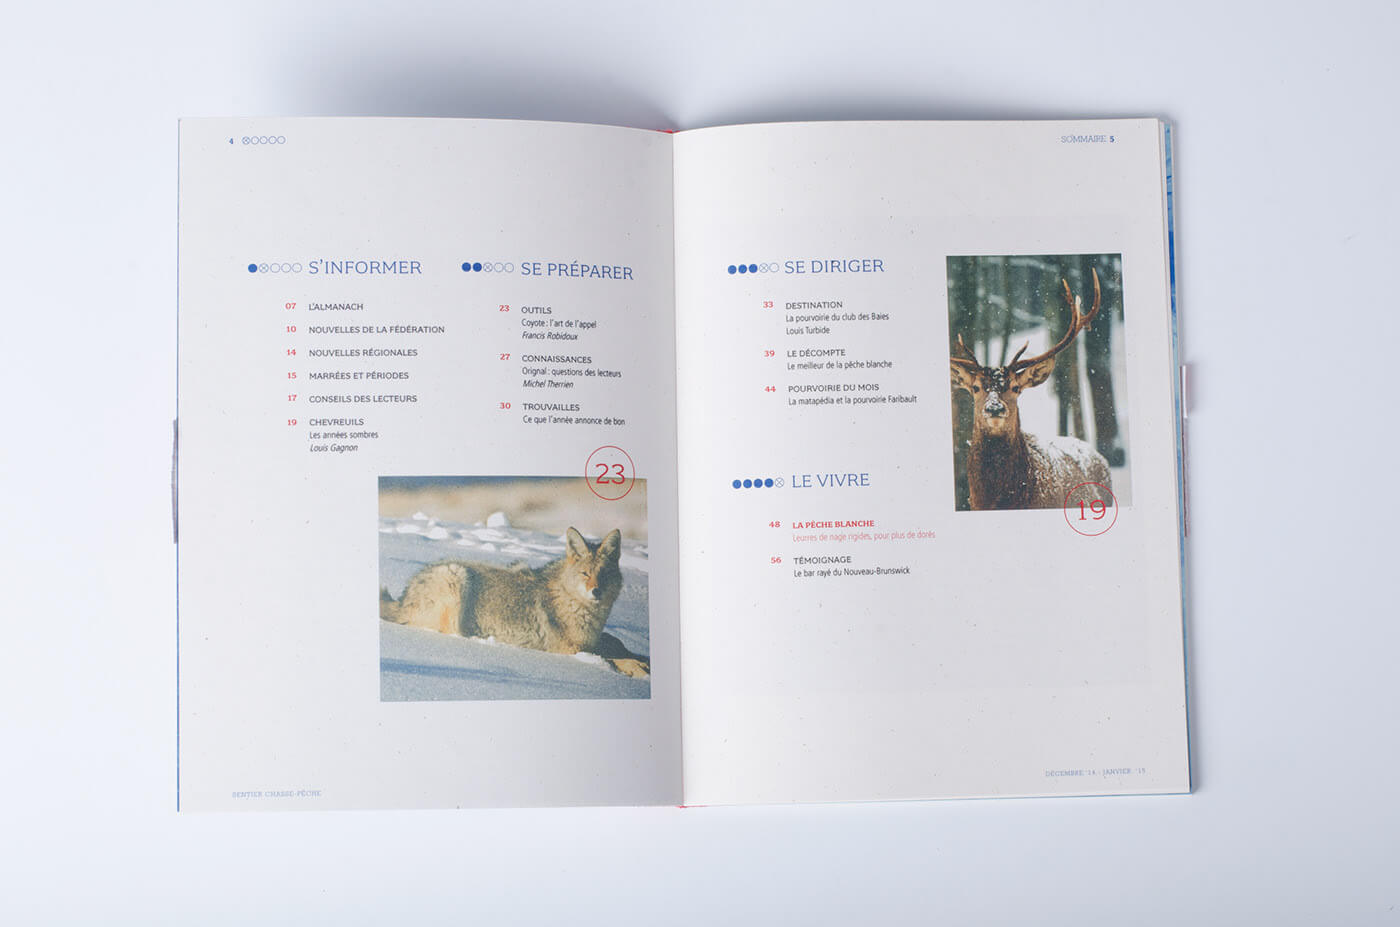 4
SOMMAIRE 5
S'INFORMER
07 L'ALMANACH
10 NOUVELLES DE LA FÉDÉRATION
14 NOUVELLES RÉGIONALES
15 MARRÉES ET PÉRIODES
17 CONSEILS DES LECTEURS
19 CHEVREUILS
Les années sombres
Louis Gagnon
SE PRÉPARER
23 OUTILS
Coyote : l'art de l'appel
Francis Robidoux
27 CONNAISSANCES
Orignal : questions des lecteurs
Michel Therrien
30 TROUVAILLES
Ce que l'année annonce de bon
23
SENTIER CHASSE-PÊCHE
SE DIRIGER
33 DESTINATION
La pourvoirie du club des Baies
Louis Turbide
39 LE DÉCOMPTE
Le meilleur de la pêche blanche
44 POURVOIRIE DU MOIS
La matapédia et la pourvoirie Faribault
19
LE VIVRE
48 LA PÊCHE BLANCHE
Leurres de nage rigides, pour plus de dorés
56 TÉMOIGNAGE
Le bar rayé du Nouveau-Brunswick
DÉCEMBRE '14 - JANVIER '15